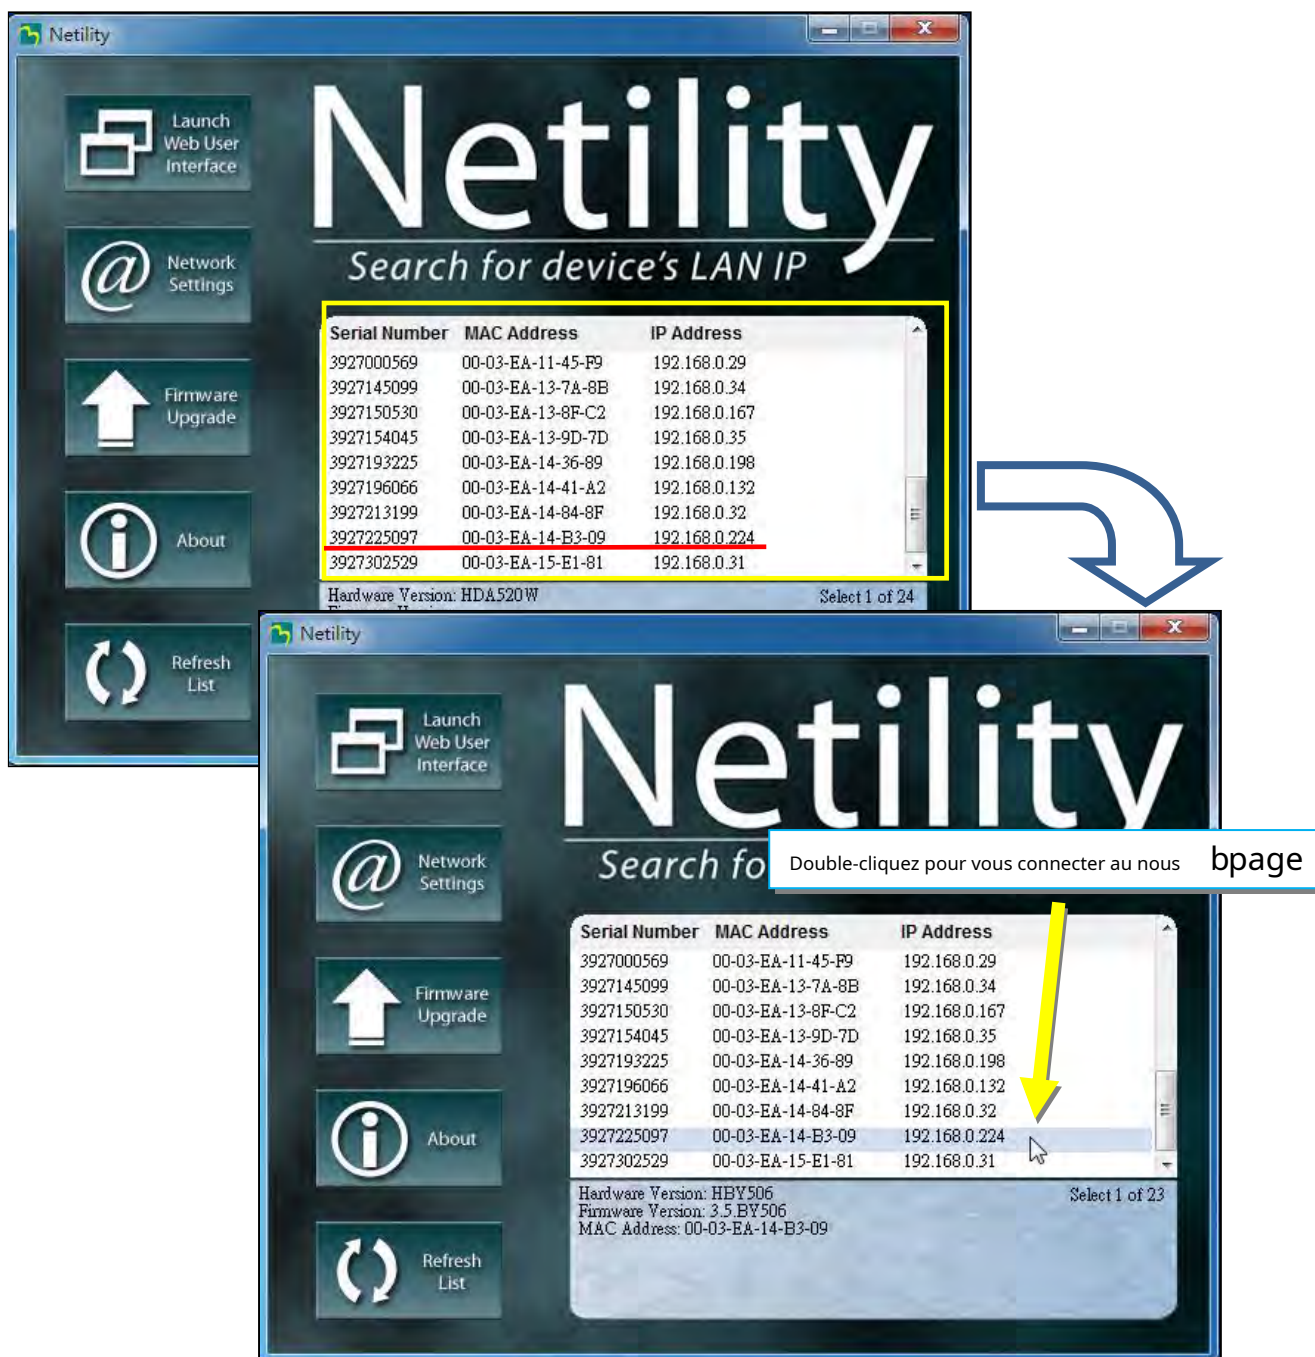 Netility
Launch
Web User
Interface
Network
Settings
Firmware
Upgrade
About
Refresh
List
Netility
Search for device's LAN IP
Serial Number MAC Address IP Address
3927000569 00-03-EA-11-45-F9 192.168.0.29
3927145099 00-03-EA-13-7A-8B 192.168.0.34
3927150530 00-03-EA-13-8F-C2 192.168.0.167
3927154045 00-03-EA-13-9D-7D 192.168.0.35
3927193225 00-03-EA-14-36-89 192.168.0.198
3927196066 00-03-EA-14-41-A2 192.168.0.132
3927213199 00-03-EA-14-84-8F 192.168.0.32
3927225097 00-03-EA-14-B3-09 192.168.0.224
3927302529 00-03-EA-15-E1-81 192.168.0.31
Hardware Version: HDA520W Select 1 of 24
Netility
Launch
Web User
Interface
Network
Settings
Firmware
Upgrade
About
Refresh
List
Netility
Search fo
Double-cliquez pour vous connecter au nous bpage
Serial Number MAC Address IP Address
3927000569 00-03-EA-11-45-F9 192.168.0.29
3927145099 00-03-EA-13-7A-8B 192.168.0.34
3927150530 00-03-EA-13-8F-C2 192.168.0.167
3927154045 00-03-EA-13-9D-7D 192.168.0.35
3927193225 00-03-EA-14-36-89 192.168.0.198
3927196066 00-03-EA-14-41-A2 192.168.0.132
3927213199 00-03-EA-14-84-8F 192.168.0.32
3927225097 00-03-EA-14-B3-09 192.168.0.224
3927302529 00-03-EA-15-E1-81 192.168.0.31
Hardware Version: HBY506 Select 1 of 23
Firmware Version: 3.5.BY506
MAC Address: 00-03-EA-14-B3-09